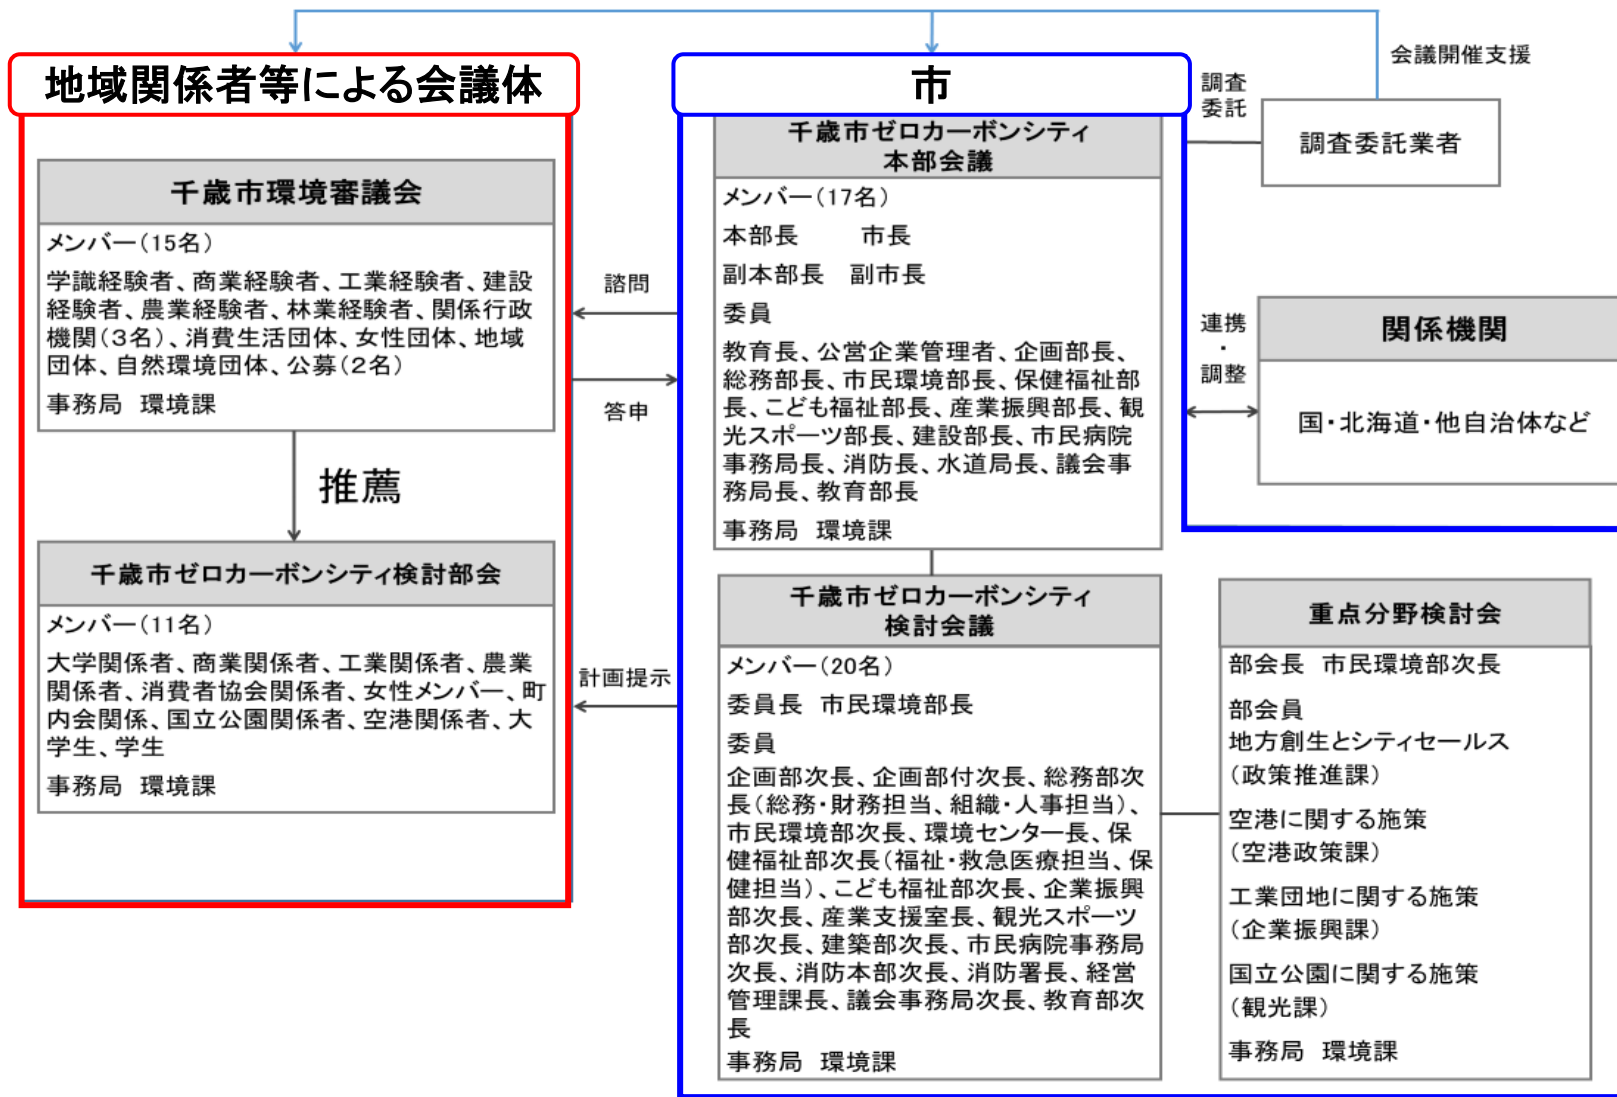 地域関係者等による会議体
千歳市環境審議会
メンバー(15名)
学識経験者、商業経験者、工業経験者、建設
経験者、農業経験者、林業経験者、関係行政
機関(3名)、消費生活団体、女性団体、地域
団体、自然環境団体、公募(2名)
事務局 環境課
推薦
千歳市ゼロカーボンシティ検討部会
メンバー(11名)
大学関係者、商業関係者、工業関係者、農業
関係者、消費者協会関係者、女性メンバー、町
内会関係、国立公園関係者、空港関係者、大
学生、学生
事務局 環境課
諮問
答申
計画提示
市
千歳市ゼロカーボンシティ
本部会議
メンバー(17名)
本部長 市長
副本部長 副市長
委員
教育長、公営企業管理者、企画部長、
総務部長、市民環境部長、保健福祉部
長、こども福祉部長、産業振興部長、観
光スポーツ部長、建設部長、市民病院
事務局長、消防長、水道局長、議会事
務局長、教育部長
事務局 環境課
千歳市ゼロカーボンシティ
検討会議
メンバー(20名)
委員長 市民環境部長
委員
企画部次長、企画部付次長、総務部次
長(総務・財務担当、組織・人事担当)、
市民環境部次長、環境センター長、保
健福祉部次長(福祉・救急医療担当、保
健担当)、こども福祉部次長、企業振興
部次長、産業支援室長、観光スポーツ
部次長、建築部次長、市民病院事務局
次長、消防本部次長、消防署長、経営
管理課長、議会事務局次長、教育部次
長
事務局 環境課
調査
委託
会議開催支援
調査委託業者
連携
・
調整
関係機関
国・北海道・他自治体など
重点分野検討会
部会長 市民環境部次長
部会員
地方創生とシティセールス
(政策推進課)
空港に関する施策
(空港政策課)
工業団地に関する施策
(企業振興課)
国立公園に関する施策
(観光課)
事務局 環境課